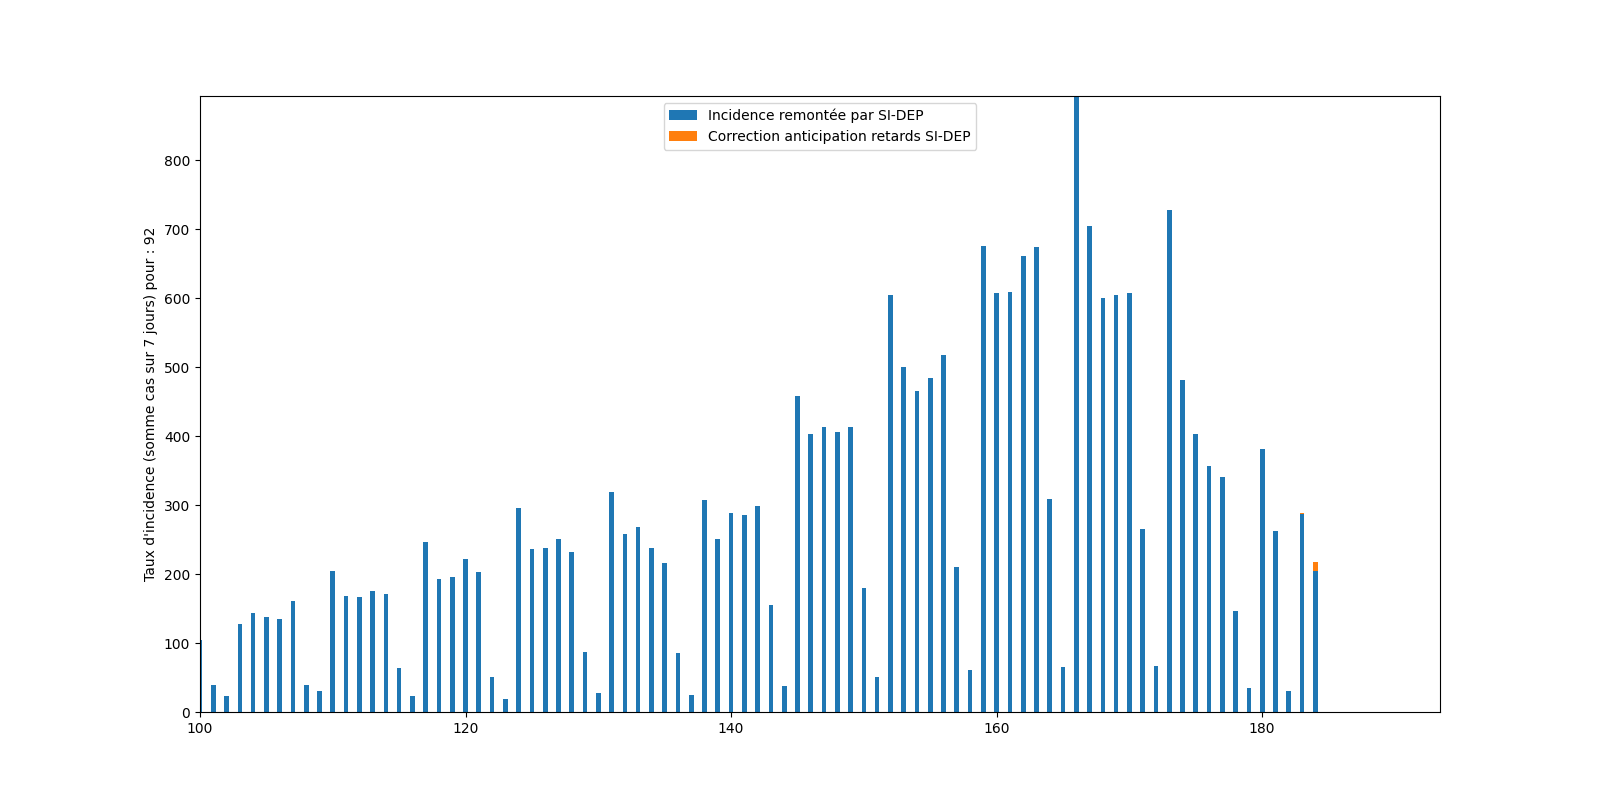 Incidence remontée par SI-DEP
Correction anticipation retards SI-DEP
Taux d'incidence (somme cas sur 7 jours) pour : 92
800
700
600
500
400
300
200
100
0
100 120 140 160 180